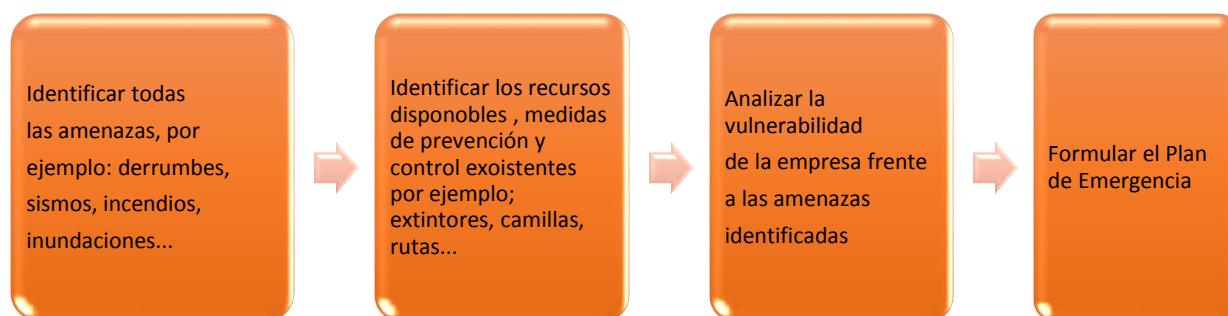 Identificar todas
las amenazas, por
ejemplo: derrumbes,
sismos, incendios,
inundaciones...
Identificar los recursos
disponobles , medidas
de prevención y
control exoistentes
por ejemplo;
extintores, camillas,
rutas...
Analizar la
vulnerabilidad
de la empresa frente
a las amenazas
identificadas
Formular el Plan
de Emergencia